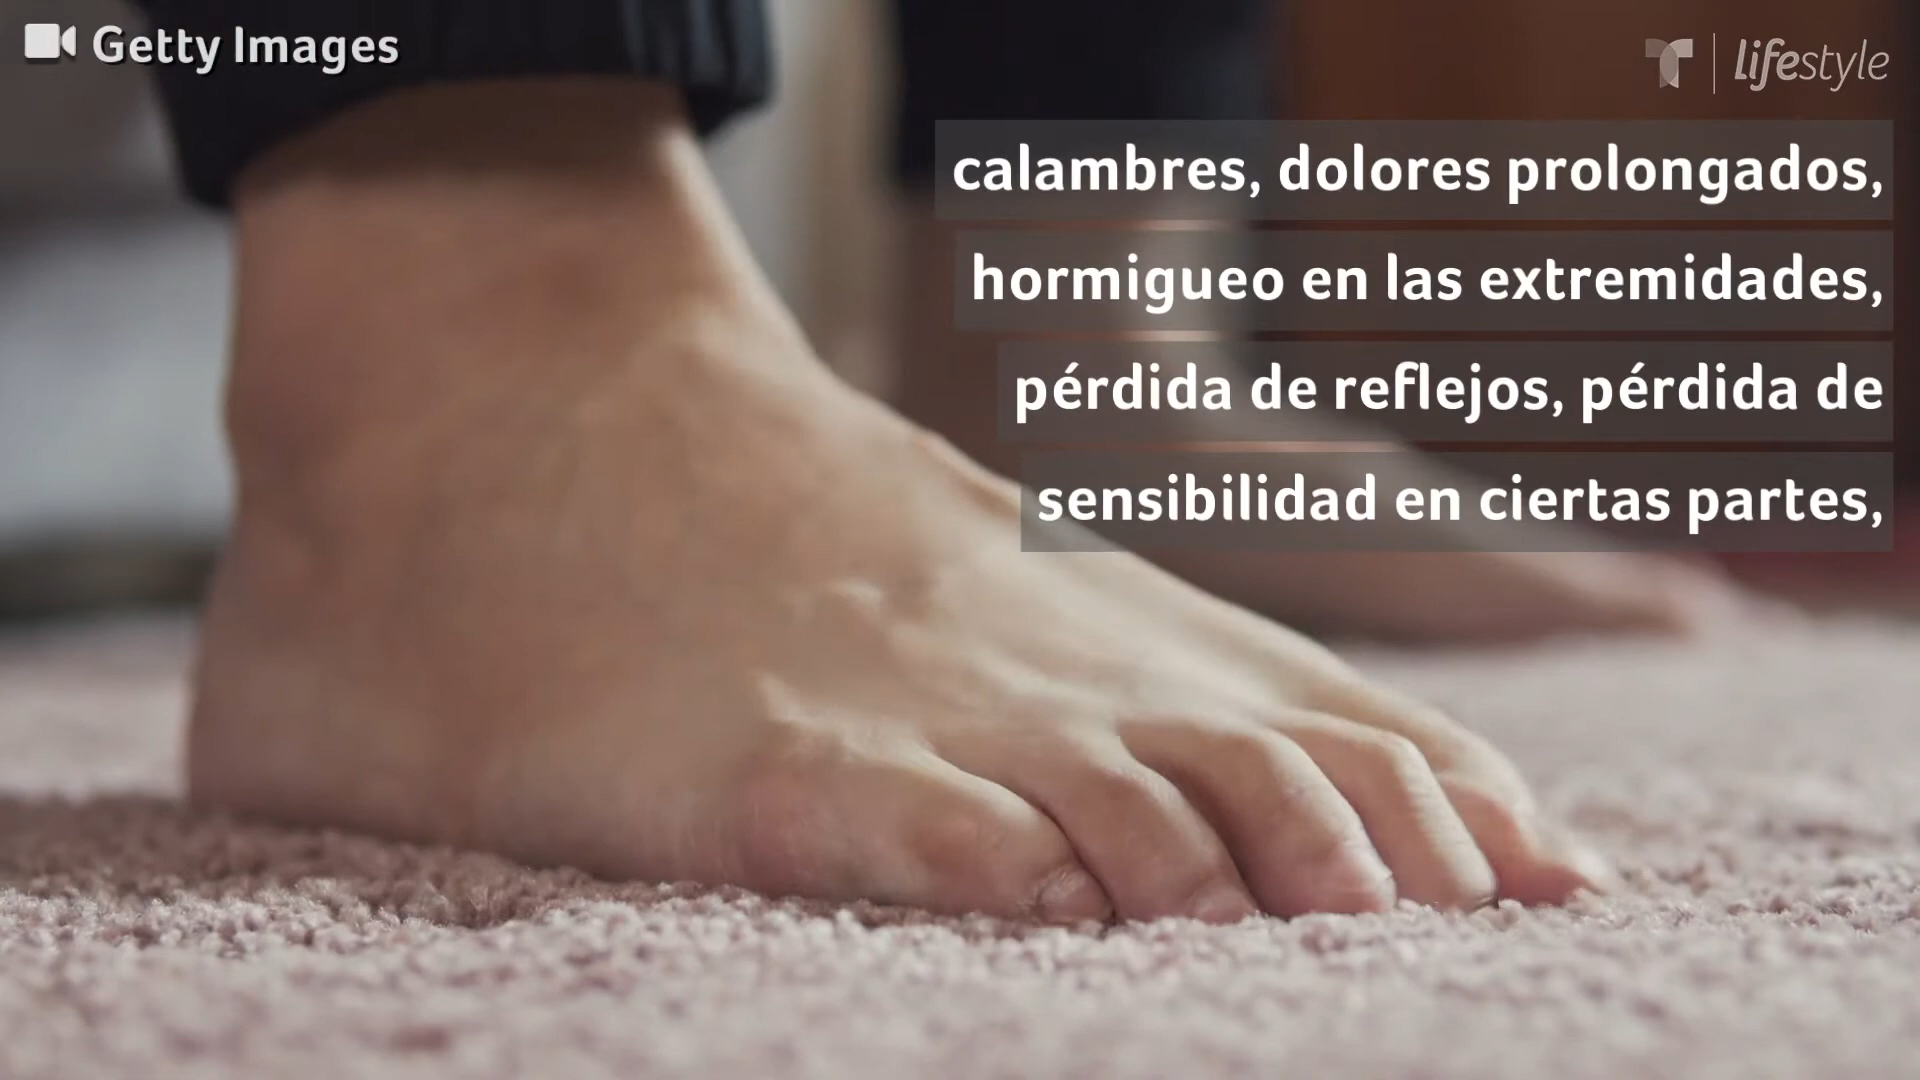 Getty Images
lifestyle
calambres, dolores prolongados,
hormigueo en las extremidades,
pérdida de reflejos, pérdida de
sensibilidad en ciertas partes,